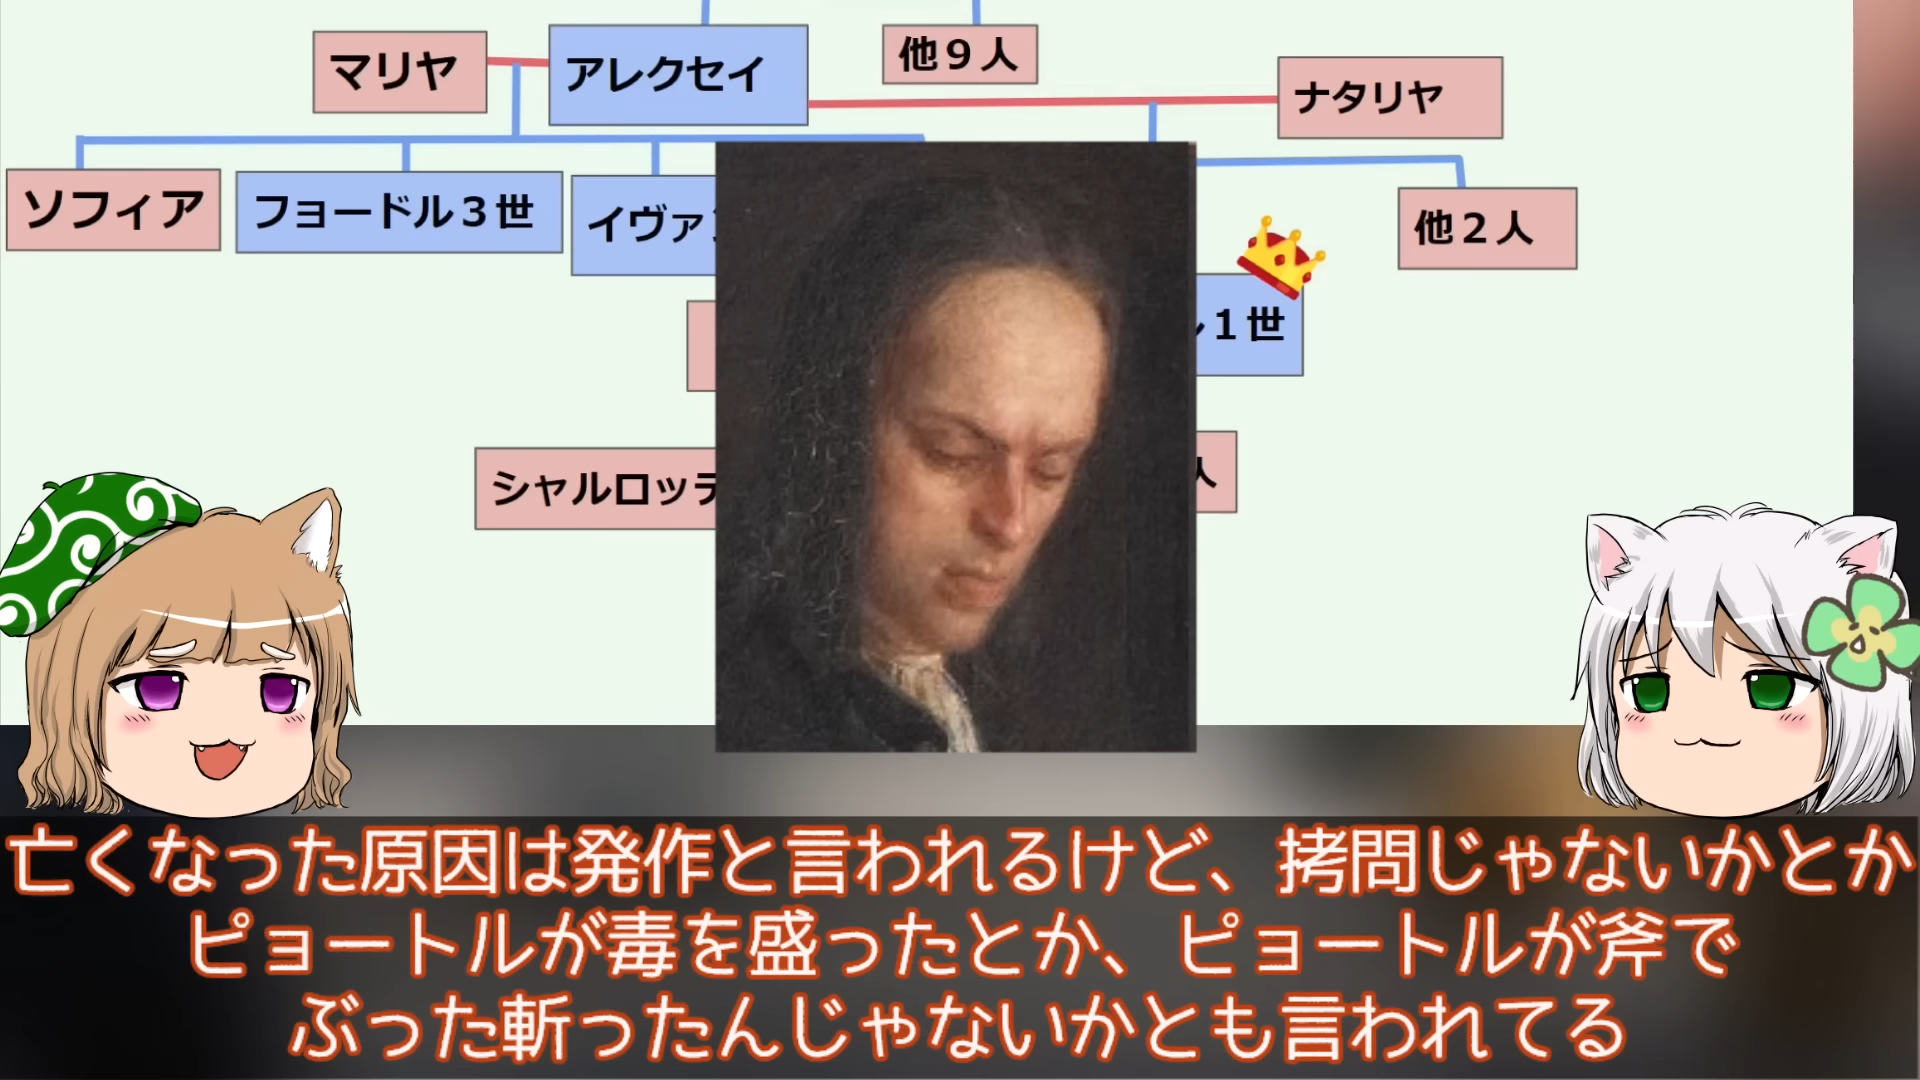 マリヤ
アレクセイ
他９人
ナタリヤ
ソフィア
フョードル３世
イヴァ
他２人
１世
シャルロッテ
人
亡くなった原因は発作と言われるけど、拷問じゃないかとか
ピョートルが毒を盛ったとか、ピョートルが斧で
ぶった斬ったんじゃないかとも言われてる